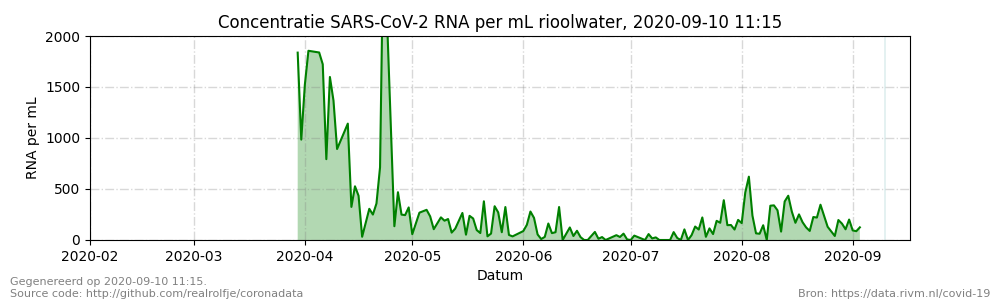 Concentratie SARS-CoV-2 RNA per mL rioolwater, 2020-09-10 11:15
2000
1500
1000
500
0
RNA per mL
2020-02 2020-03 2020-04 2020-05 2020-06 2020-07 2020-08 2020-09
Datum
Gegenereerd op 2020-09-10 11:15.
Source code: http://github.com/realrolfje/coronadata
Bron: https://data.rivm.nl/covid-19